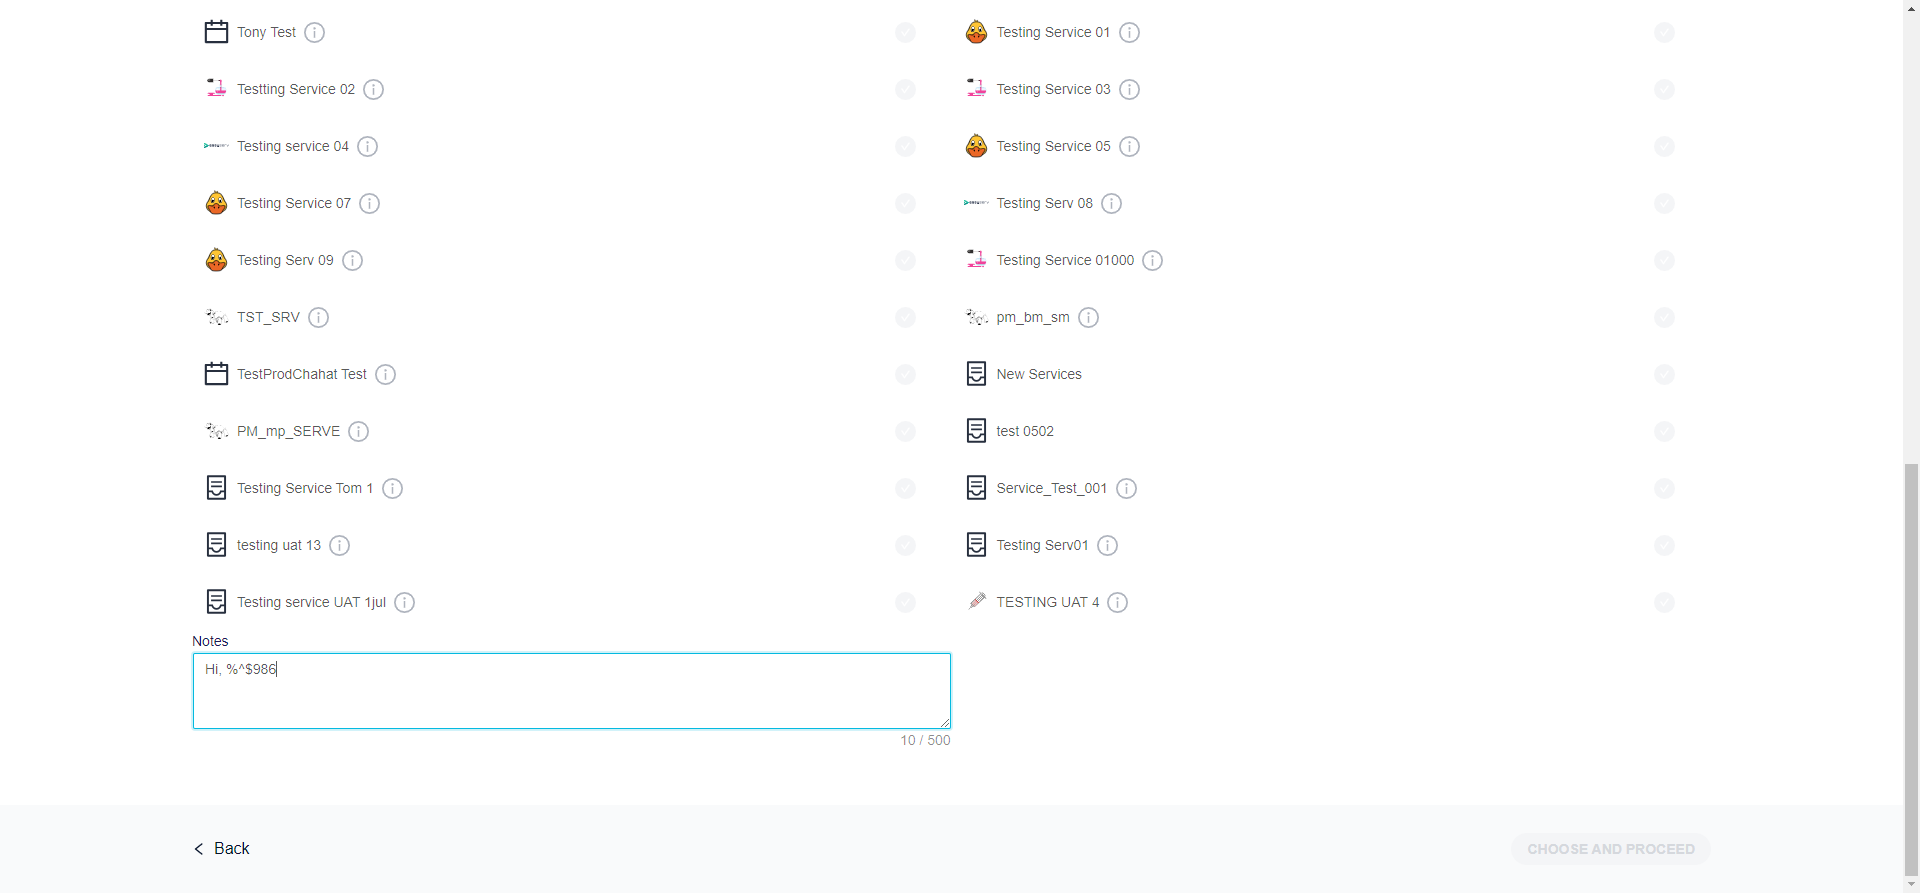 Tony Test
Testing Service 01
Testting Service 02
Testing Service 03
Testing service 04
Testing Service 05
Testing Service 07
Testing Serv 08
Testing Serv 09
Testing Service 01000
TST_SRV
pm_bm_sm
TestProdChahat Test
New Services
PM_mp_SERVE
test 0502
Testing Service Tom 1
Service_Test_001
testing uat 13
Testing Serv01
Testing service UAT 1jul
TESTING UAT 4
Notes
Hi, %^$986
10 / 500
Back
CHOOSE AND PROCEED